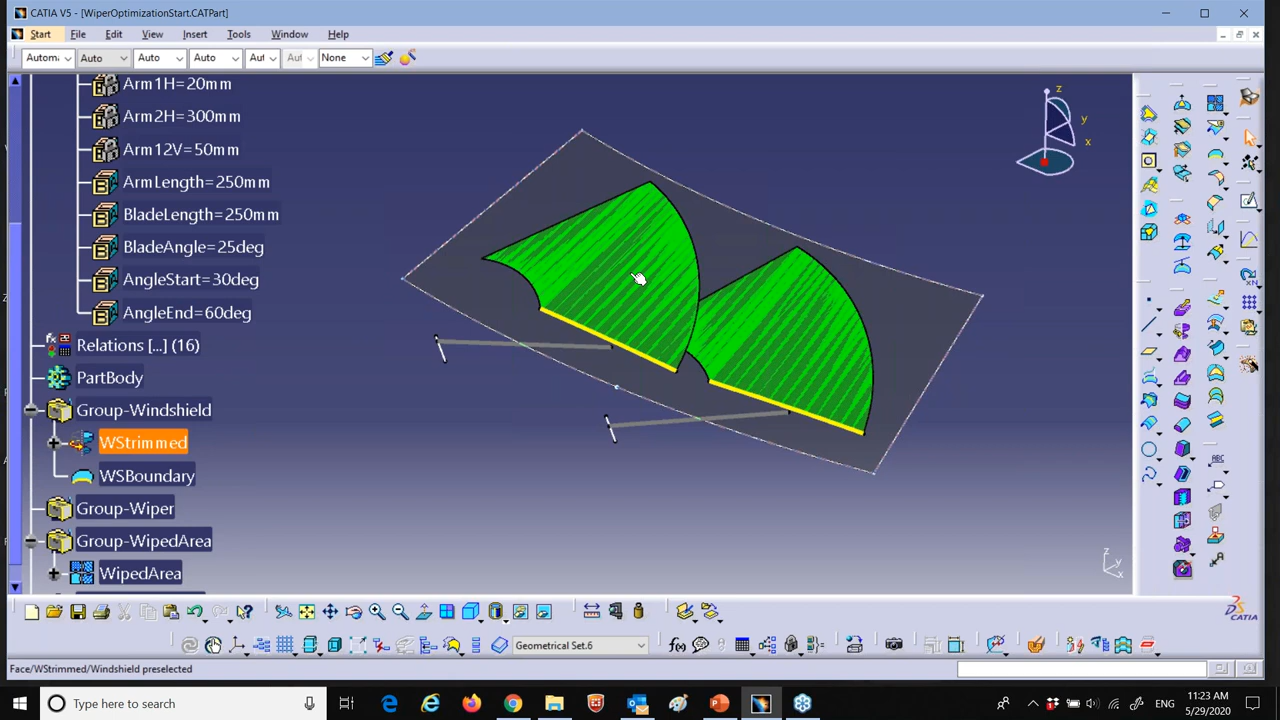 CATIA V5 - [WiperOptimizationStart.CATPart]
Start File Edit View Insert Tools Window Help
Auto Auto Auto None
Arm1H=20mm
Arm2H=300mm
Arm12V=50mm
ArmLength=250mm
BladeLength=250mm
BladeAngle=25deg
AngleStart=30deg
AngleEnd=60deg
Relations [...] (16)
PartBody
Group-Windshield
WStrimmed
WSBoundary
Group-Wiper
Group-WipedArea
WipedArea
z
y
x
z
y
x
ABC
Geometrical Set.6
f(x)
CATIA
Face/WStrimmed/Windshield preselected
Type here to search
ENG
11:23 AM
5/29/2020